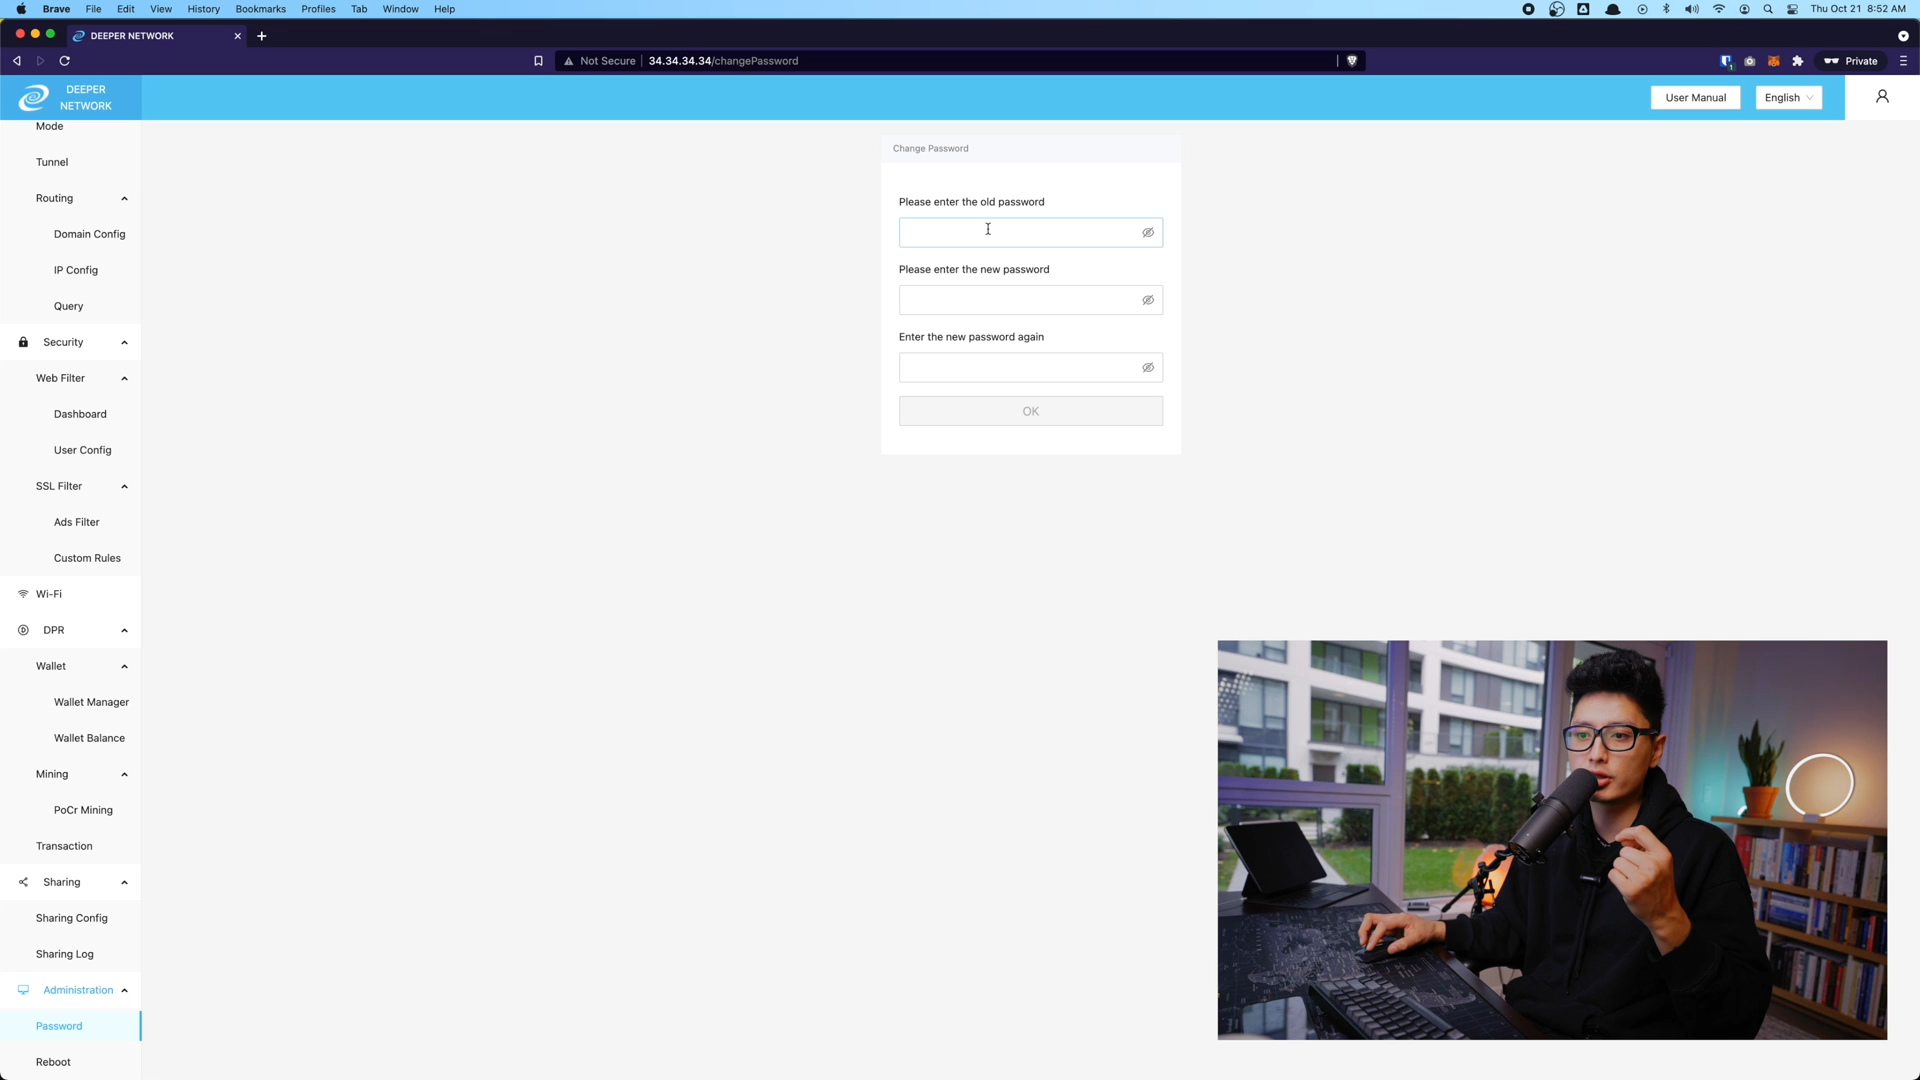 Brave File Edit View History Bookmarks Profiles Tab Window Help Thu Oct 21 8:52 AM
DEEPER NETWORK
Not Secure 34.34.34.34/changePassword 1 Private
DEEPER
NETWORK
User Manual English
Mode
Tunnel
Routing
Domain Config
IP Config
Query
Security
Web Filter
Dashboard
User Config
SSL Filter
Ads Filter
Custom Rules
Wi-Fi
DPR
Wallet
Wallet Manager
Wallet Balance
Mining
PoCr Mining
Transaction
Sharing
Sharing Config
Sharing Log
Administration
Password
Reboot
Change Password
Please enter the old password
Please enter the new password
Enter the new password again
OK